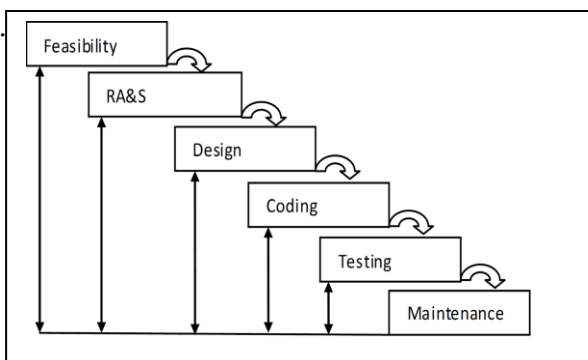 Feasibility
RA&S
Design
Coding
Testing
Maintenance